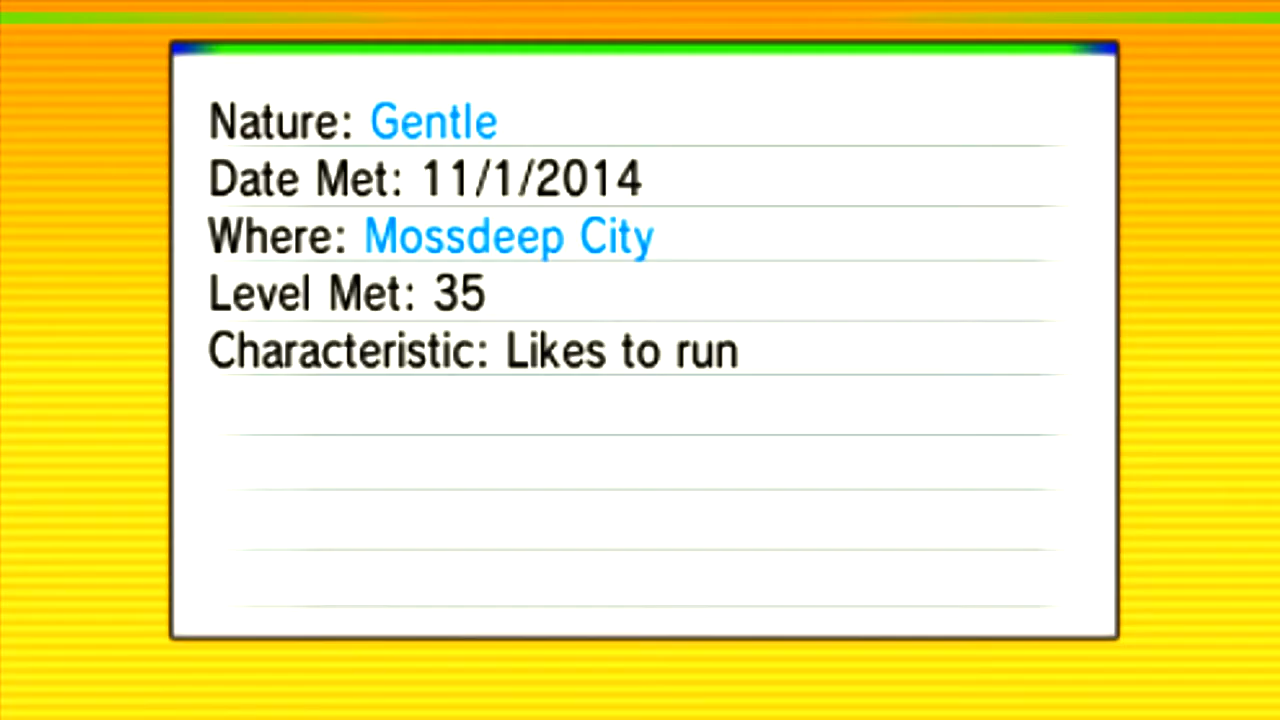 Nature: Gentle
Date Met: 11/1/2014
Where: Mossdeep City
Level Met: 35
Characteristic: Likes to run